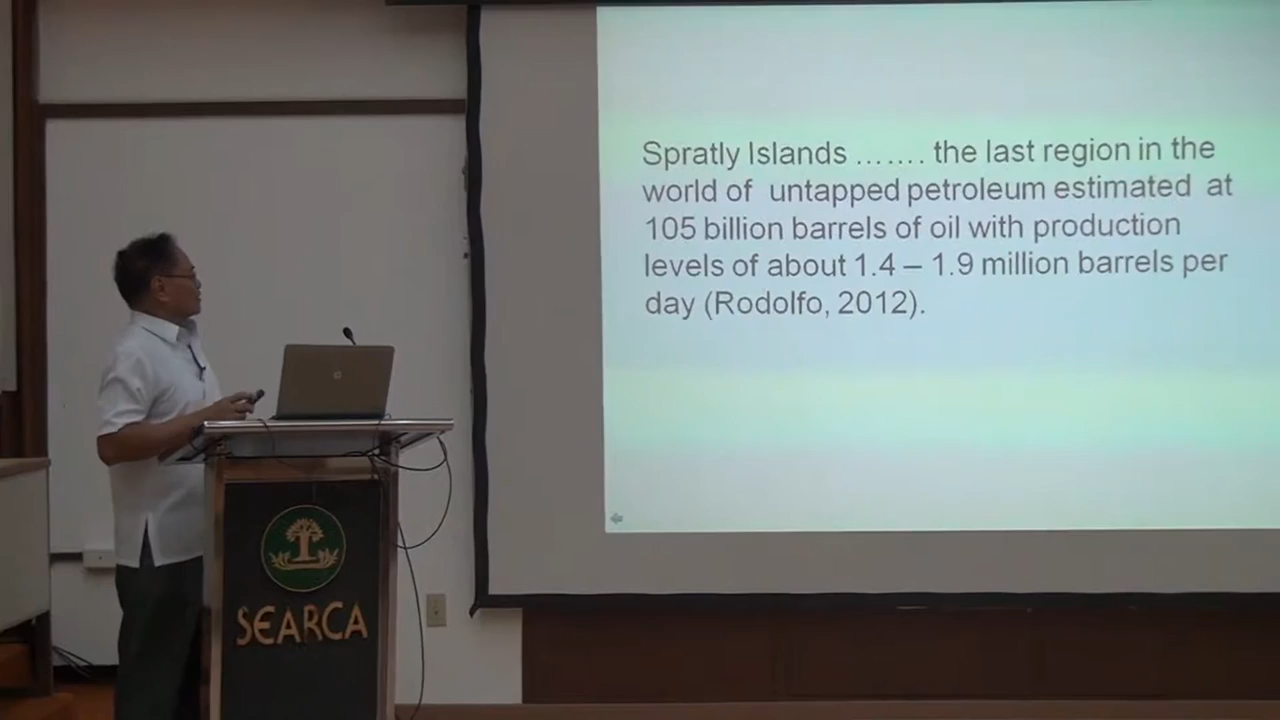 Spratly Islands ....... the last region in the
world of untapped petroleum estimated at
105 billion barrels of oil with production
levels of about 1.4 – 1.9 million barrels per
day (Rodolfo, 2012).
hp
SEARCA